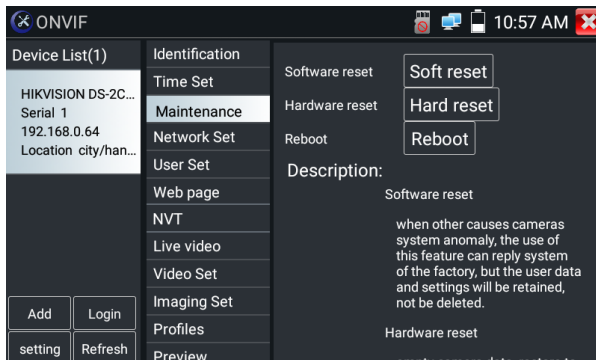 ONVIF
10:57 AM
Device List(1)
HIKVISION DS-2C...
Serial 1
192.168.0.64
Location city/han...
Add
Login
setting
Refresh
Identification
Time Set
Maintenance
Network Set
User Set
Web page
NVT
Live video
Video Set
Imaging Set
Profiles
Preview
Software reset
Soft reset
Hardware reset
Hard reset
Reboot
Reboot
Description:
Software reset
when other causes cameras
system anomaly, the use of
this feature can reply system
of the factory, but the user data
and settings will be retained,
not be deleted.
Hardware reset